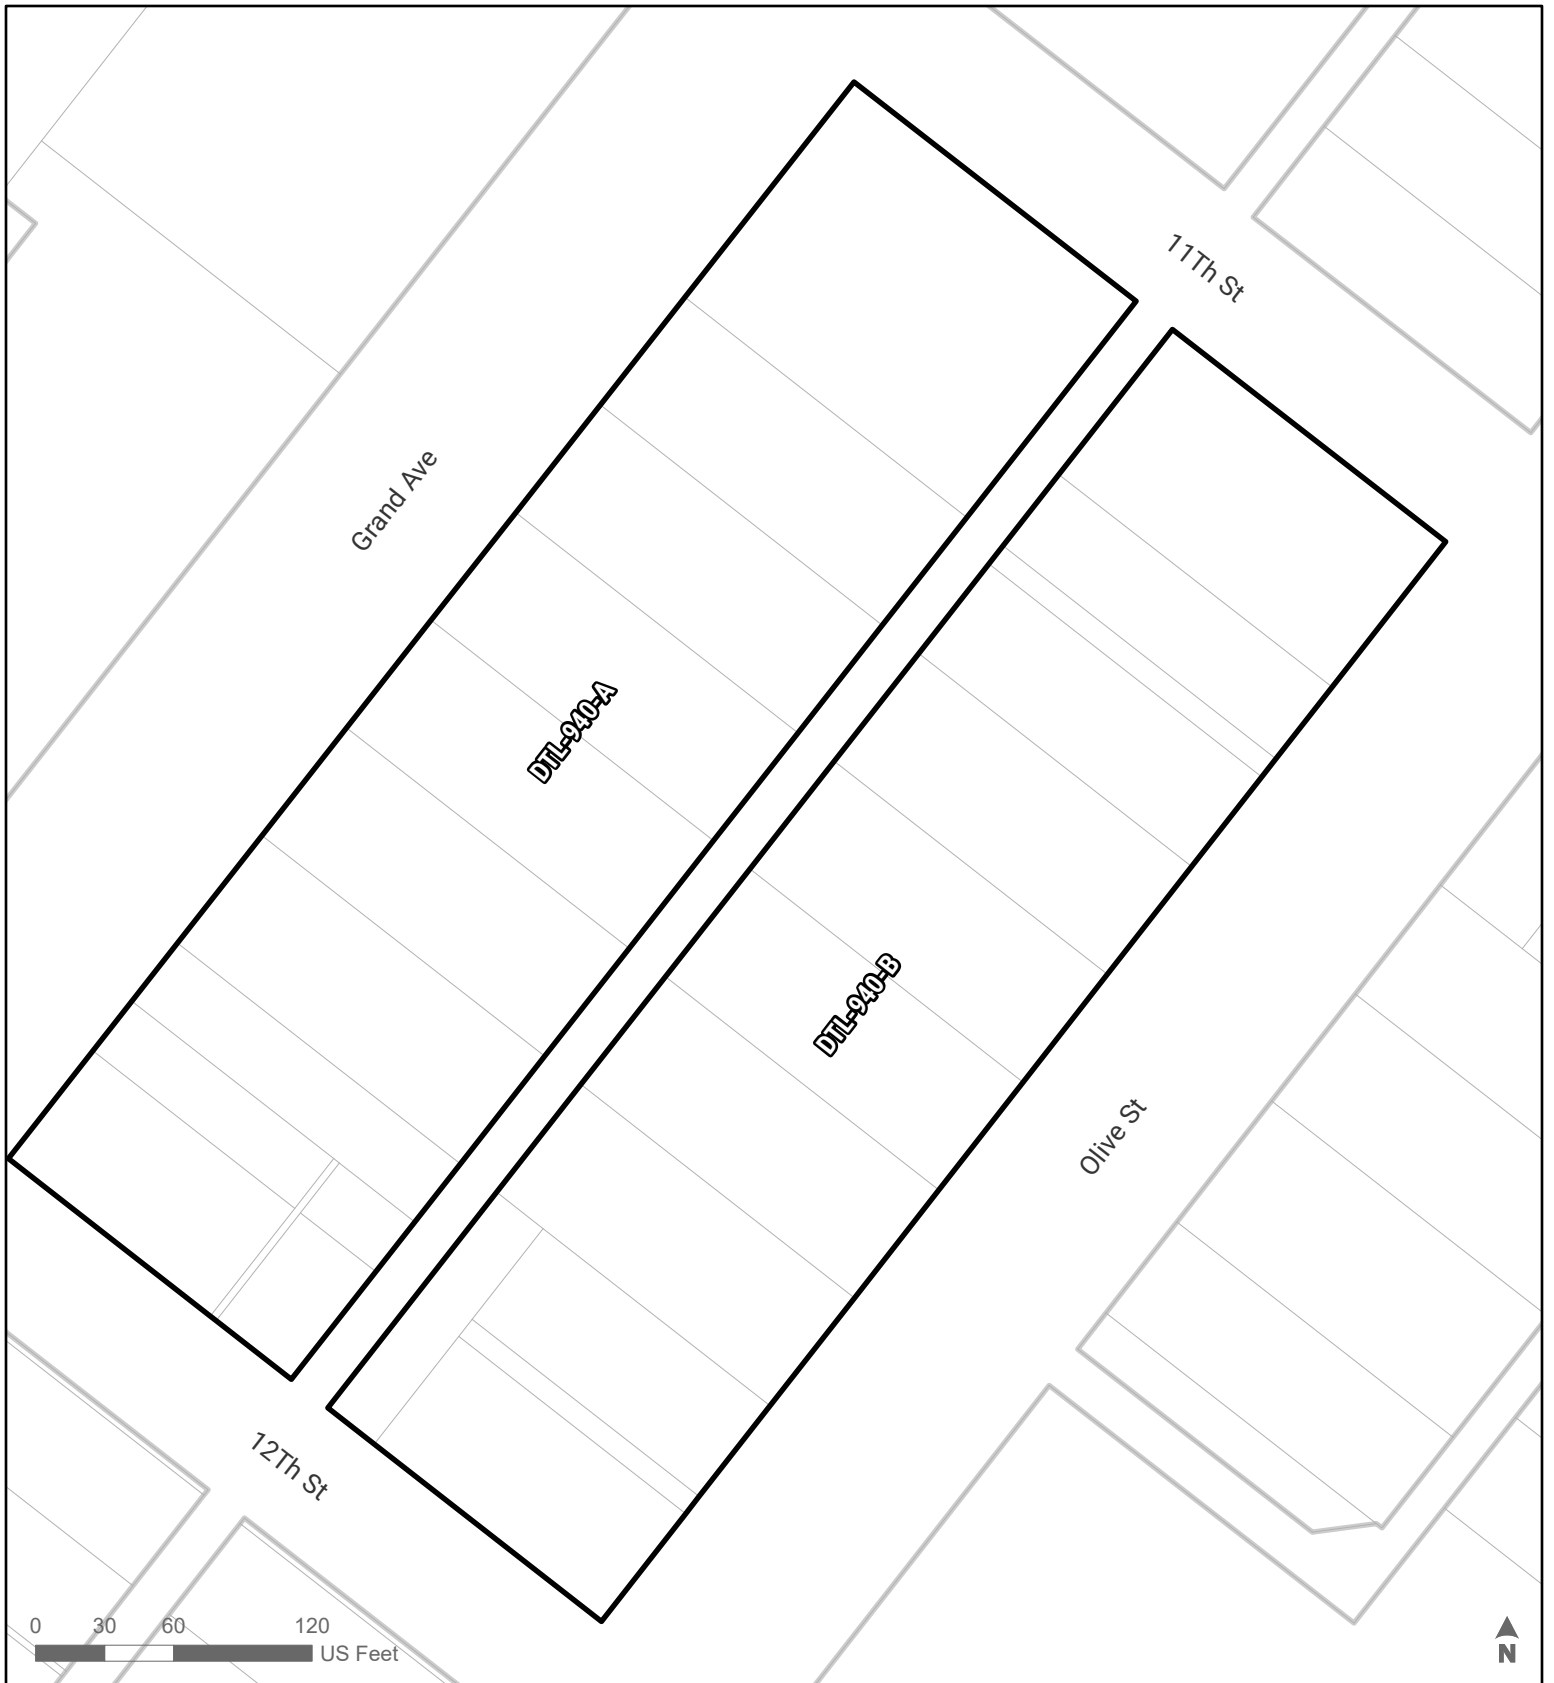 11Th St
Grand Ave
DTL-940-A
DTL-940-B
Olive St
12Th St
0 30 60 120
US Feet
N